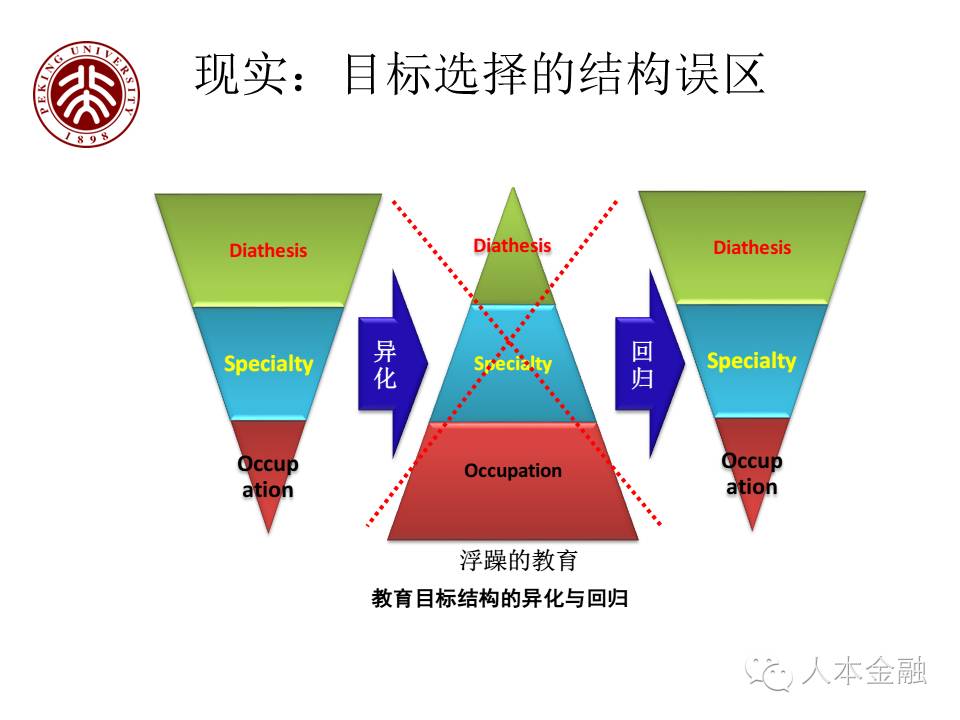 PEKING UNIVERSITY
1898
现实：目标选择的结构误区
Diathesis
Specialty
Occup
ation
异
化
Diathesis
Specialty
Occupation
回
归
Diathesis
Specialty
Occup
ation
浮躁的教育
教育目标结构的异化与回归
人本金融